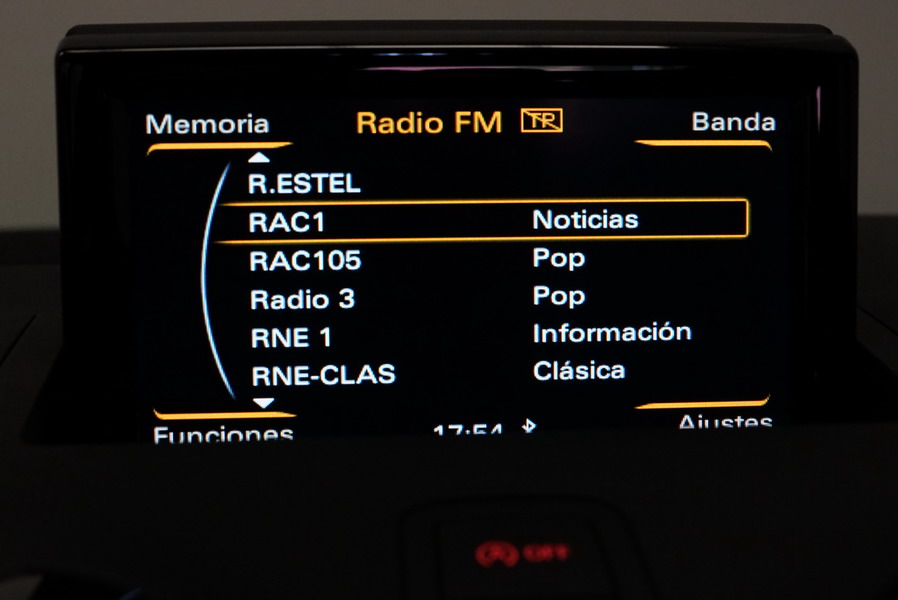 Memoria Radio FM TP Banda
R.ESTEL
RAC1 Noticias
RAC105 Pop
Radio 3 Pop
RNE 1 Información
RNE-CLAS Clásica
Funciones 17:54 Ajustes
A OFF